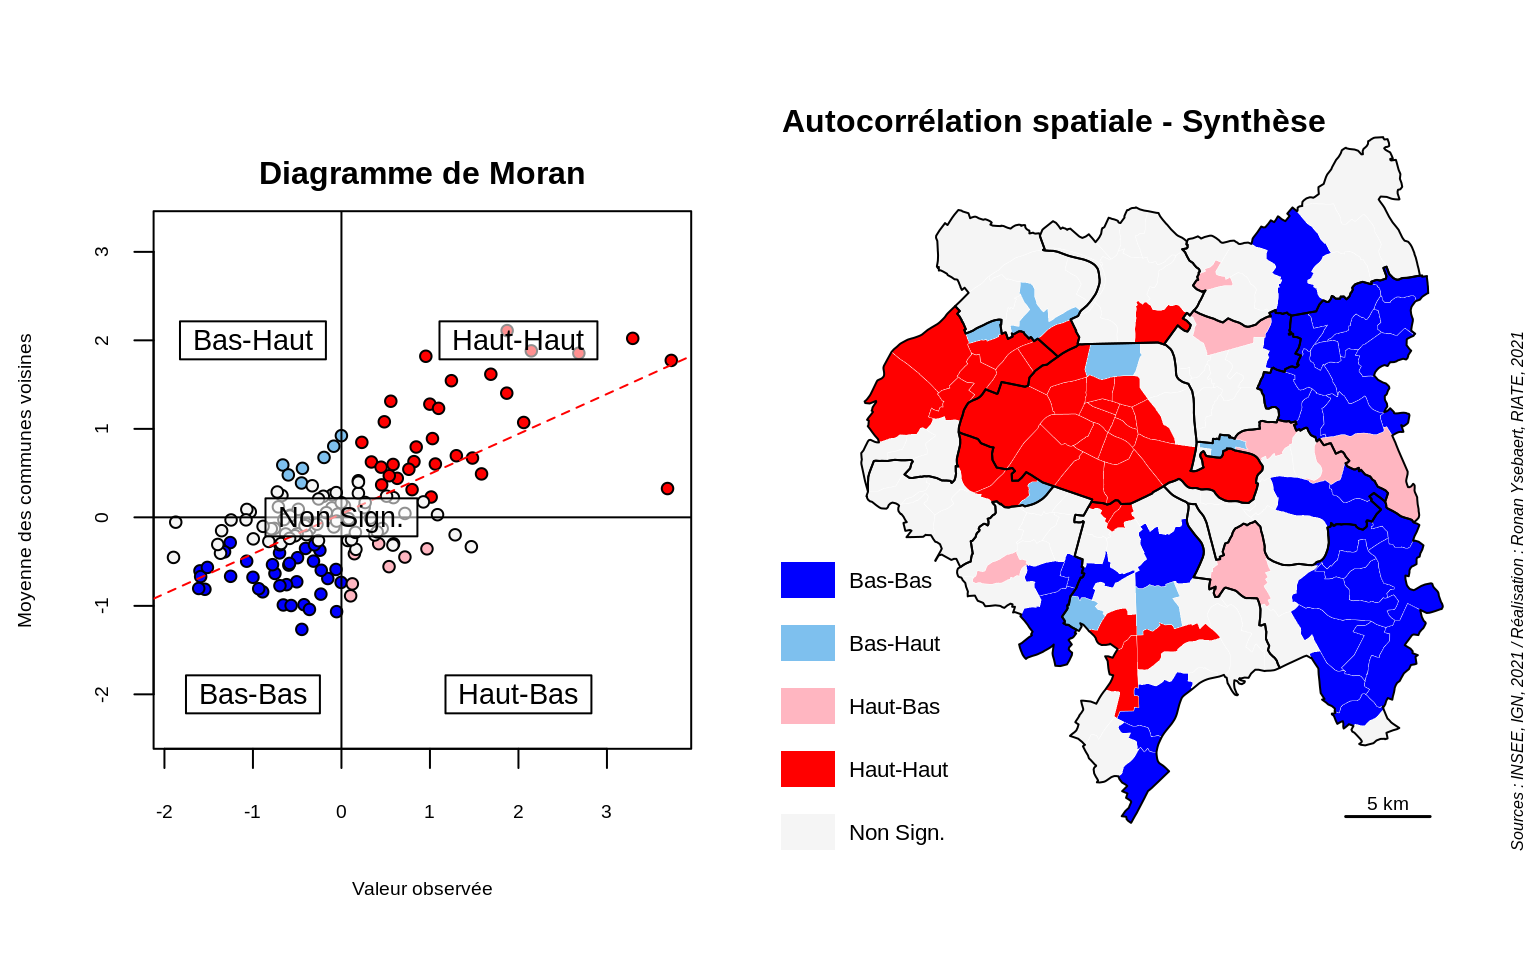 Diagramme de Moran
Moyenne des communes voisines
3
2
1
0
-1
-2
Bas-Haut
Haut-Haut
Non Sign.
Bas-Bas
Haut-Bas
-2
-1
0
1
2
3
Valeur observée
Autocorrélation spatiale - Synthèse
Bas-Bas
Bas-Haut
Haut-Bas
Haut-Haut
Non Sign.
5 km
Sources : INSEE, IGN, 2021 / Réalisation : Ronan Ysebaert, RIATE, 2021